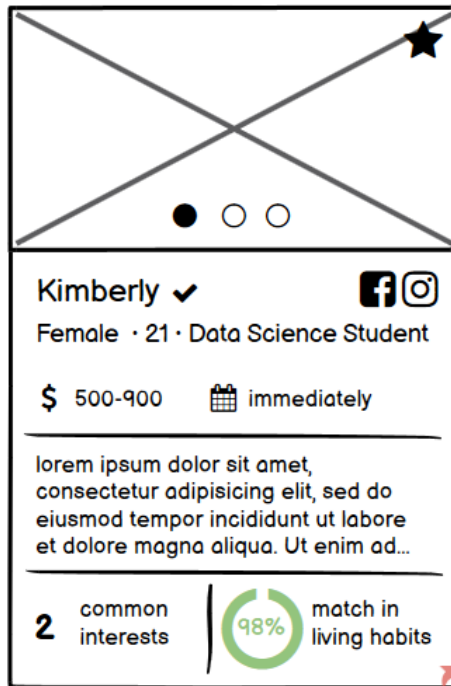 Kimberly
Female · 21 · Data Science Student
$ 500-900 immediately
lorem ipsum dolor sit amet,
consectetur adipisicing elit, sed do
eiusmod tempor incididunt ut labore
et dolore magna aliqua. Ut enim ad...
2 common interests
98% match in living habits